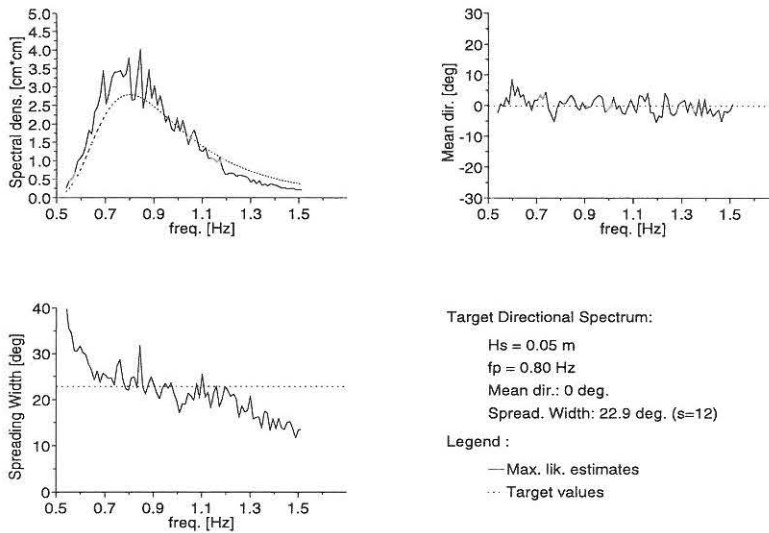 Spectral dens. [cm*cm]
5.0
4.5
4.0
3.5
3.0
2.5
2.0
1.5
1.0
0.5
0.0
0.5 0.7 0.9 1.1 1.3 1.5
freq. [Hz]
Mean dir. [deg]
30
20
10
0
-10
-20
-30
0.5 0.7 0.9 1.1 1.3 1.5
freq. [Hz]
Spreading Width [deg]
40
30
20
10
0
0.5 0.7 0.9 1.1 1.3 1.5
freq. [Hz]
Target Directional Spectrum:
Hs = 0.05 m
fp = 0.80 Hz
Mean dir.: 0 deg.
Spread. Width: 22.9 deg. (s=12)
Legend :
— Max. lik. estimates
··· Target values